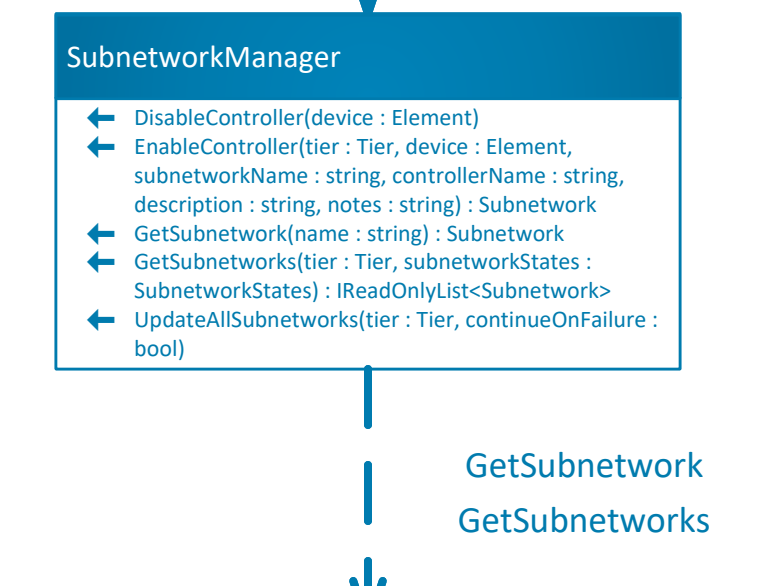 SubnetworkManager
DisableController(device : Element)
EnableController(tier : Tier, device : Element,
subnetworkName : string, controllerName : string,
description : string, notes : string) : Subnetwork
GetSubnetwork(name : string) : Subnetwork
GetSubnetworks(tier : Tier, subnetworkStates :
SubnetworkStates) : IReadOnlyList<Subnetwork>
UpdateAllSubnetworks(tier : Tier, continueOnFailure :
bool)
GetSubnetwork
GetSubnetworks